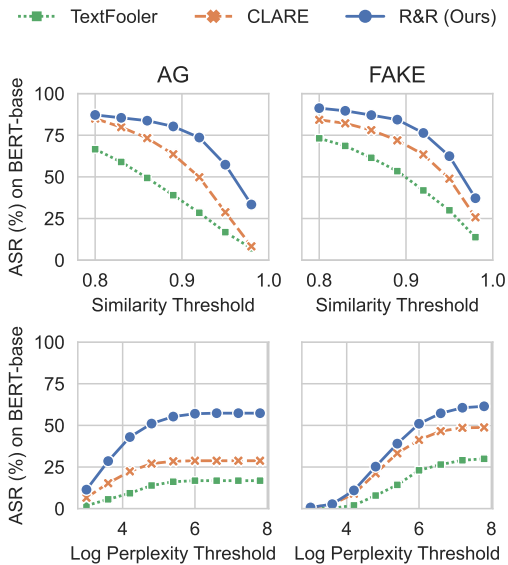 TextFooler CLARE R&R (Ours)
AG FAKE
ASR (%) on BERT-base
100
75
50
25
0
0.8 0.9 1.0 0.8 0.9 1.0
Similarity Threshold Similarity Threshold
ASR (%) on BERT-base
100
75
50
25
0
4 6 8 4 6 8
Log Perplexity Threshold Log Perplexity Threshold